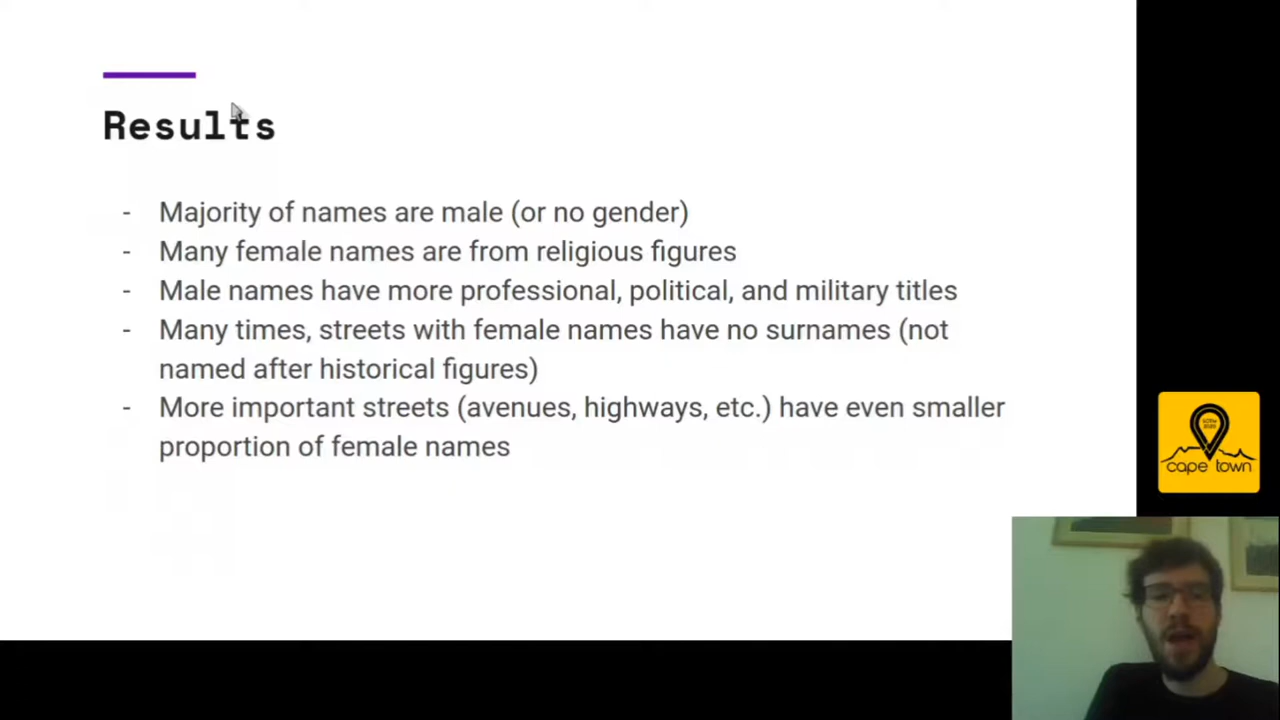 Results
- Majority of names are male (or no gender)
- Many female names are from religious figures
- Male names have more professional, political, and military titles
- Many times, streets with female names have no surnames (not
named after historical figures)
- More important streets (avenues, highways, etc.) have even smaller
proportion of female names
cape town